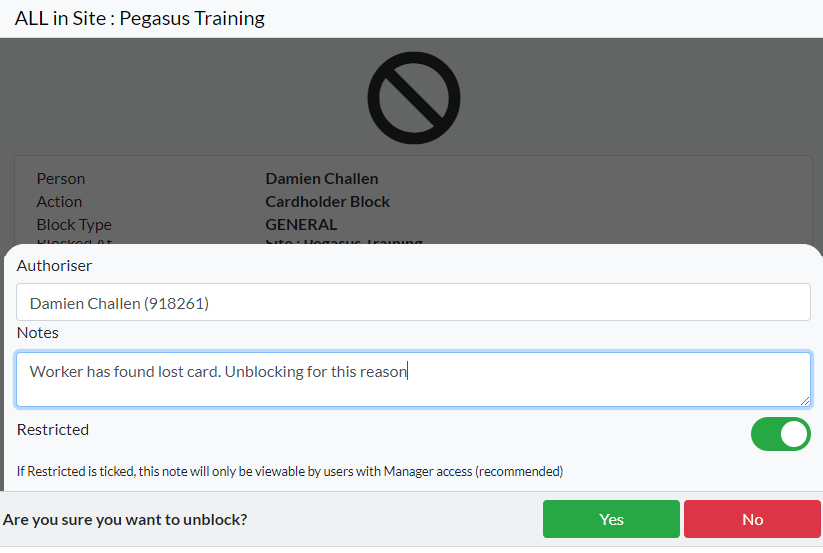 ALL in Site : Pegasus Training
Person Damien Challen
Action Cardholder Block
Block Type GENERAL
Blocked At Site : Pegasus Training
Authoriser
Damien Challen (918261)
Notes
Worker has found lost card. Unblocking for this reason
Restricted
If Restricted is ticked, this note will only be viewable by users with Manager access (recommended)
Are you sure you want to unblock? Yes No